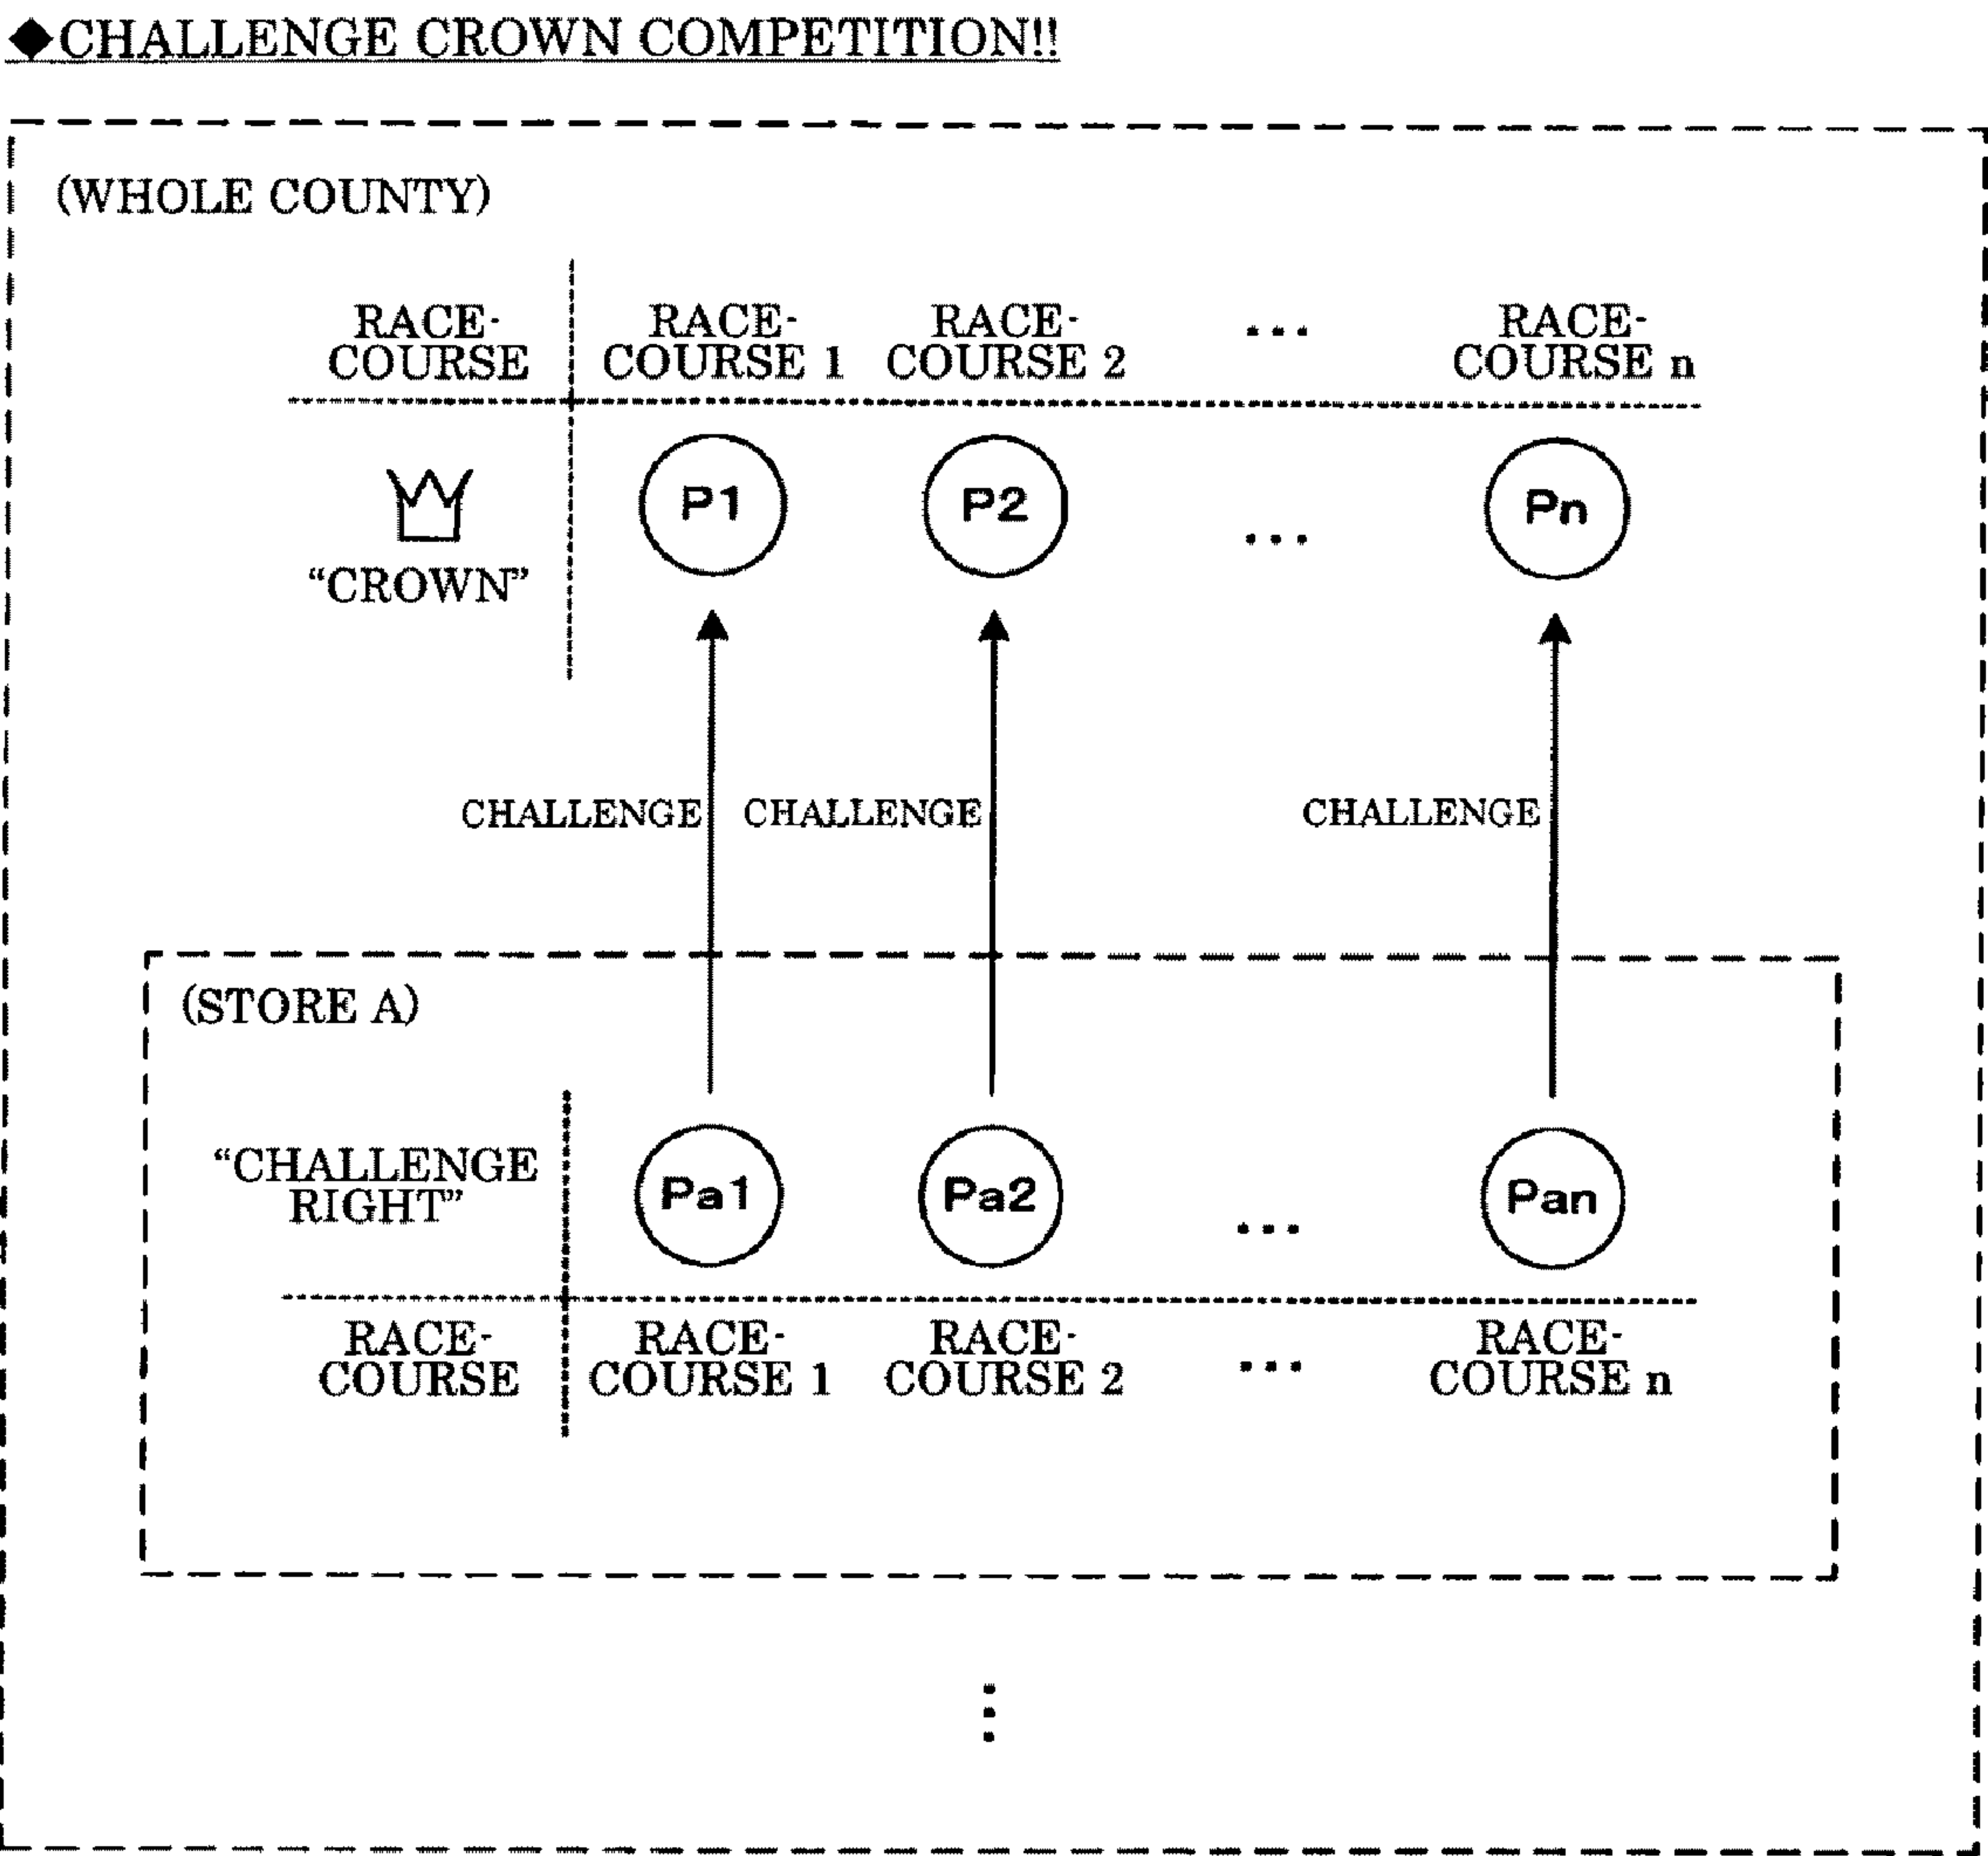 ◆CHALLENGE CROWN COMPETITION!!
(WHOLE COUNTY)
RACE- RACE- RACE- ... RACE-
COURSE COURSE 1 COURSE 2 COURSE n
P1 P2 ... Pn
“CROWN”
CHALLENGE CHALLENGE CHALLENGE
(STORE A)
“CHALLENGE
RIGHT”
Pa1 Pa2 ... Pan
RACE- RACE- RACE- ... RACE-
COURSE COURSE 1 COURSE 2 COURSE n